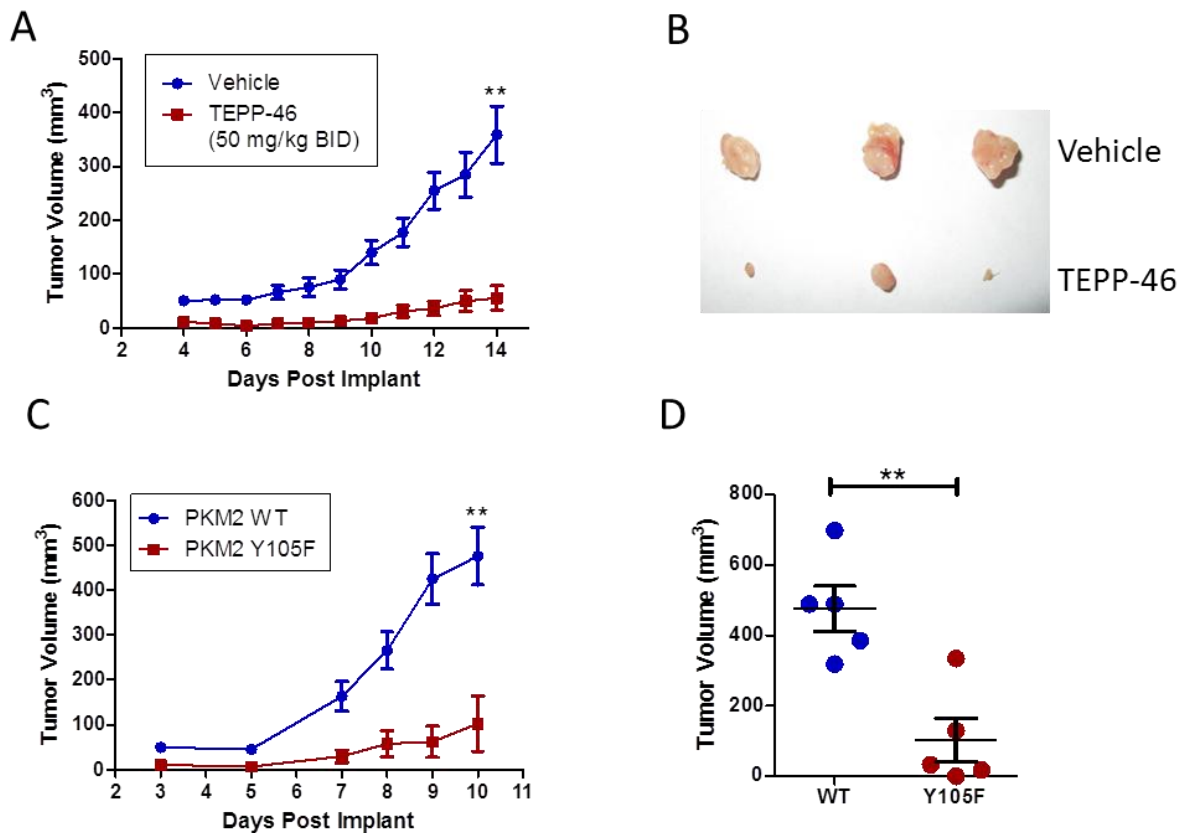 A
Tumor Volume (mm3)
500
400
300
200
100
0
Vehicle
TEPP-46
(50 mg/kg BID)
**
2 4 6 8 10 12 14
Days Post Implant
B
Vehicle
TEPP-46
C
Tumor Volume (mm3)
600
500
400
300
200
100
0
PKM2 WT
PKM2 Y105F
**
2 3 4 5 6 7 8 9 10 11
Days Post Implant
D
Tumor Volume (mm3)
800
600
400
200
0
**
WT Y105F